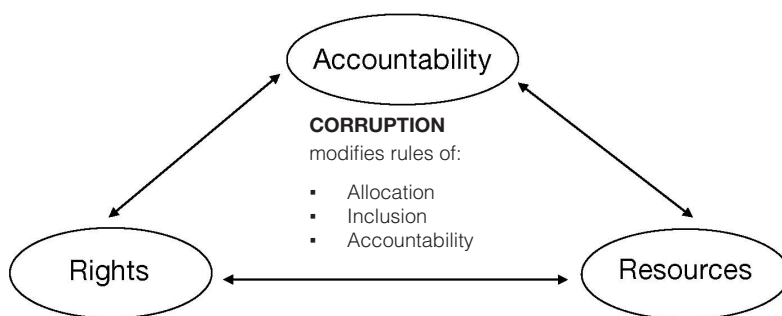 Accountability
CORRUPTION
modifies rules of:
▪ Allocation
▪ Inclusion
▪ Accountability
Rights
Resources